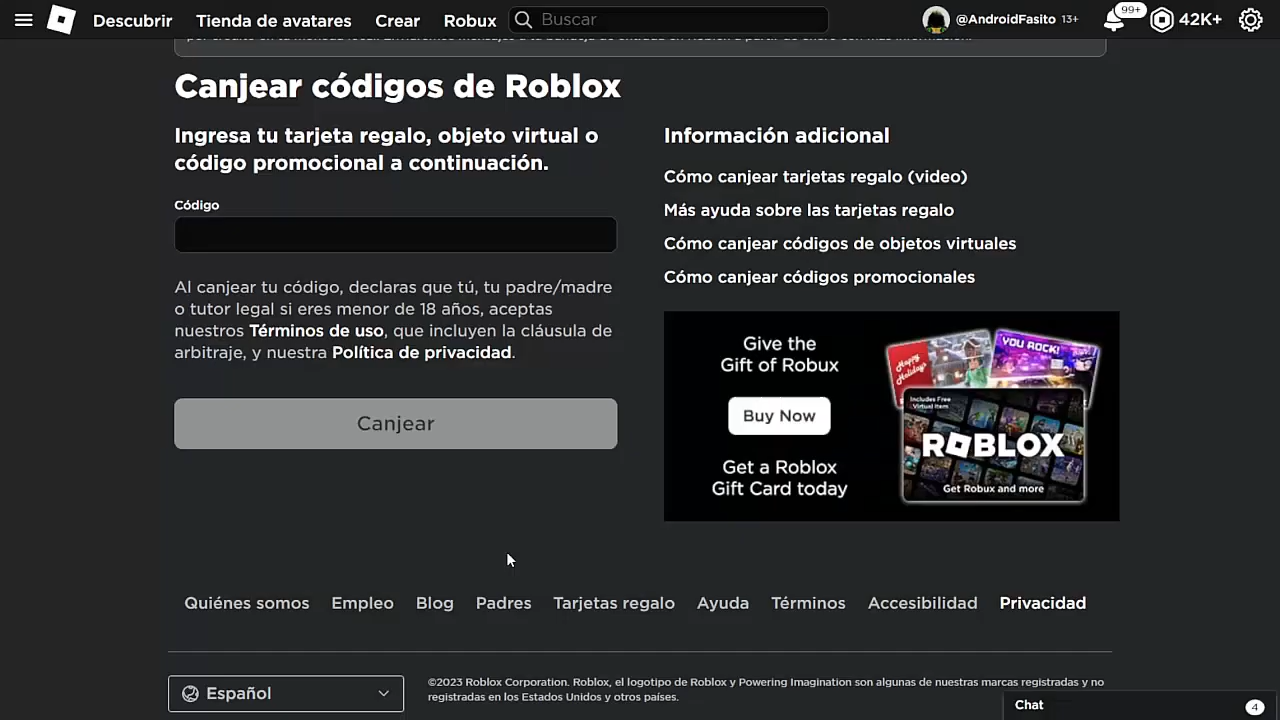 Descubrir Tienda de avatares Crear Robux Buscar @AndroidFasito 13+ 99+ 42K+
Canjear códigos de Roblox
Ingresa tu tarjeta regalo, objeto virtual o
código promocional a continuación.
Código
Al canjear tu código, declaras que tú, tu padre/madre
o tutor legal si eres menor de 18 años, aceptas
nuestros Términos de uso, que incluyen la cláusula de
arbitraje, y nuestra Política de privacidad.
Canjear
Información adicional
Cómo canjear tarjetas regalo (video)
Más ayuda sobre las tarjetas regalo
Cómo canjear códigos de objetos virtuales
Cómo canjear códigos promocionales
Give the
Gift of Robux
Buy Now
Get a Roblox
Gift Card today
Happy
Holidays
YOU ROCK!
Includes Free
Virtual Item
ROBLOX
Get Robux and more
Quiénes somos Empleo Blog Padres Tarjetas regalo Ayuda Términos Accesibilidad Privacidad
Español
©2023 Roblox Corporation. Roblox, el logotipo de Roblox y Powering Imagination son algunas de nuestras marcas registradas y no
registradas en los Estados Unidos y otros países.
Chat 4